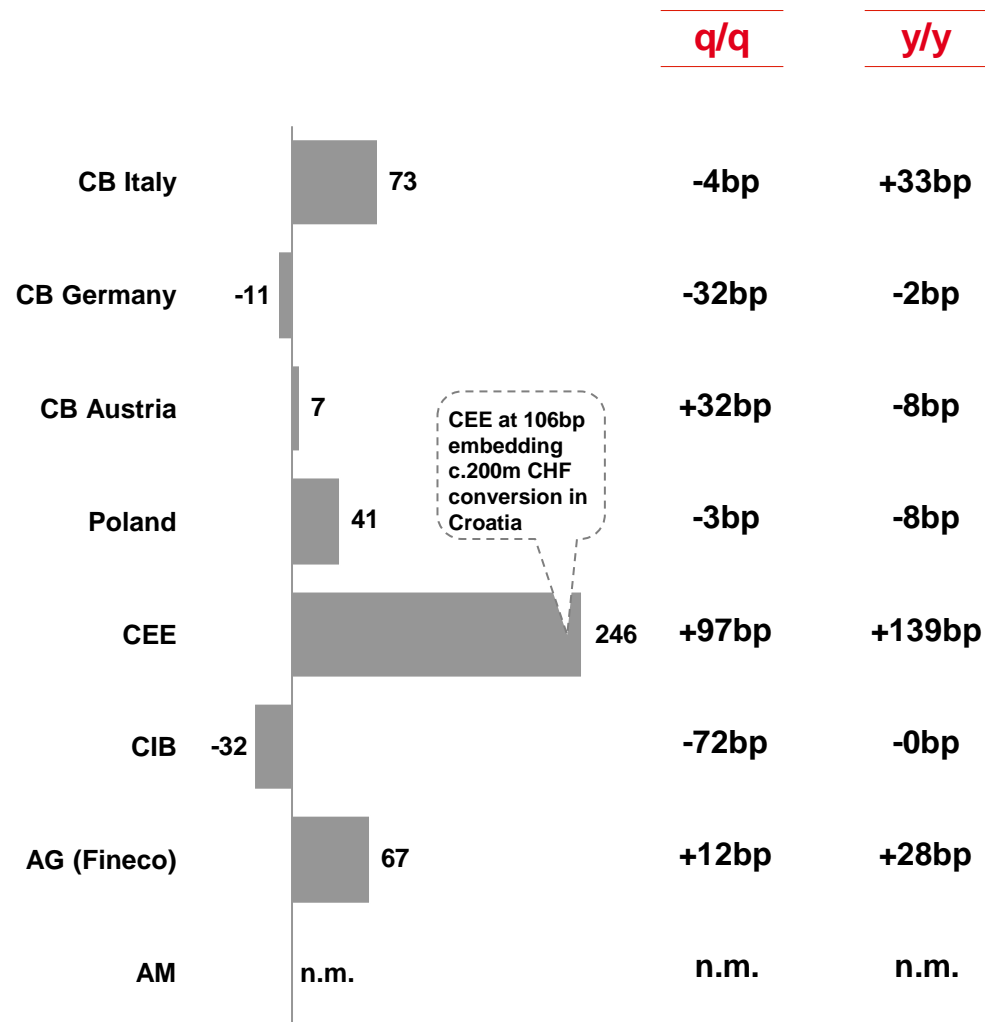 q/q y/y
CB Italy 73 -4bp +33bp
CB Germany -11 -32bp -2bp
CB Austria 7 +32bp -8bp
CEE at 106bp
embedding
c.200m CHF
conversion in
Croatia
Poland 41 -3bp -8bp
CEE 246 +97bp +139bp
CIB -32 -72bp -0bp
AG (Fineco) 67 +12bp +28bp
AM n.m. n.m. n.m.